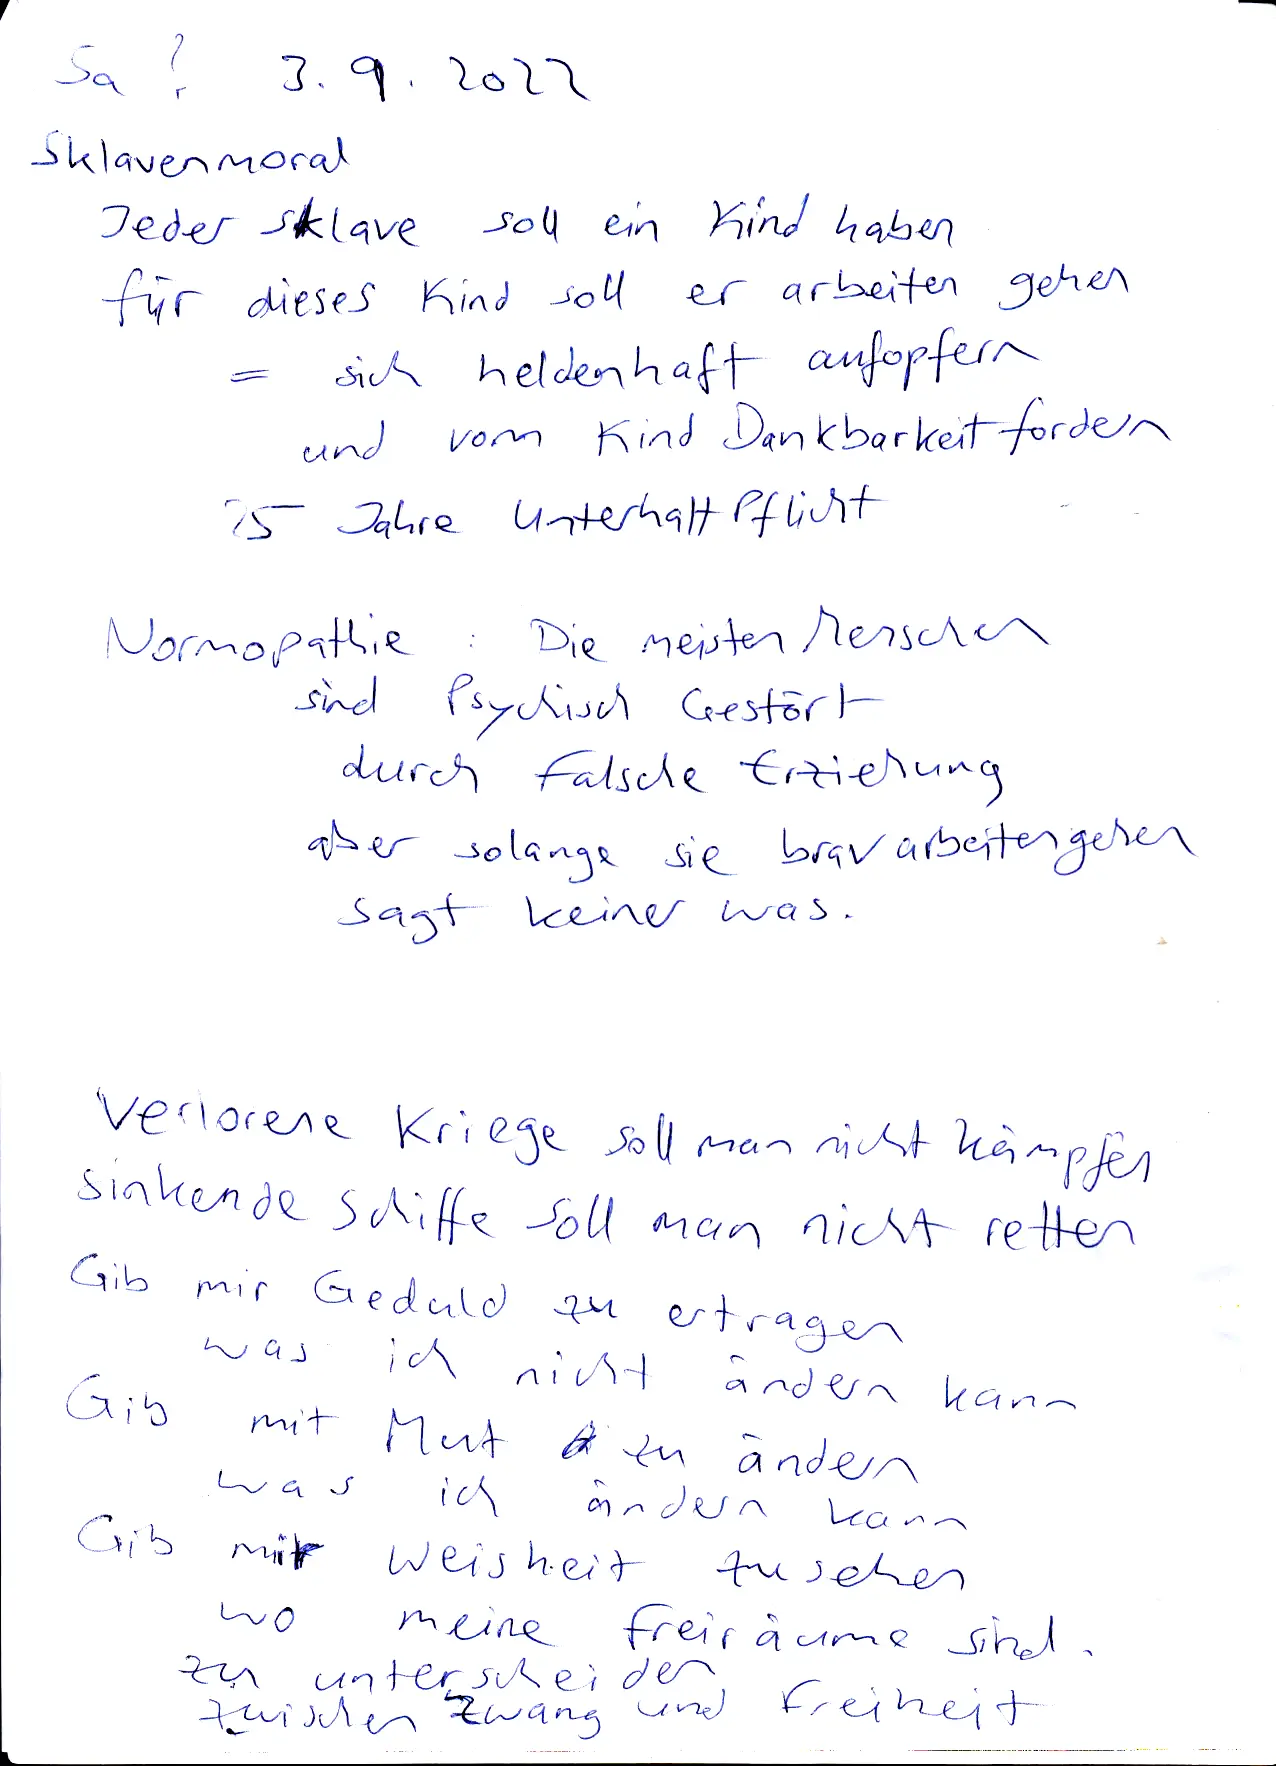 Sa ? 3.9.2022
Sklavenmoral
Jeder sklave soll ein Kind haben
für dieses Kind soll er arbeiten gehen
= sich heldenhaft aufopfern
und vom Kind Dankbarkeit fordern
Jahre Unterhalt Pflicht
Normopathie : Die meisten Menschen
sind Psychisch Gestört
durch Falsche Erziehung
aber solange sie brav arbeiten gehen
sagt keiner was.
Verlorene Kriege soll man nicht kämpfen
sinkende Schiffe soll man nicht retten
Gib mir Geduld zu ertragen
was ich nicht ändern kann
Gib mit Mut zu ändern
was ich ändern kann
Gib mir Weisheit zu sehen
wo meine Freiräume sind.
zu unterscheiden
zwischen Zwang und Freiheit